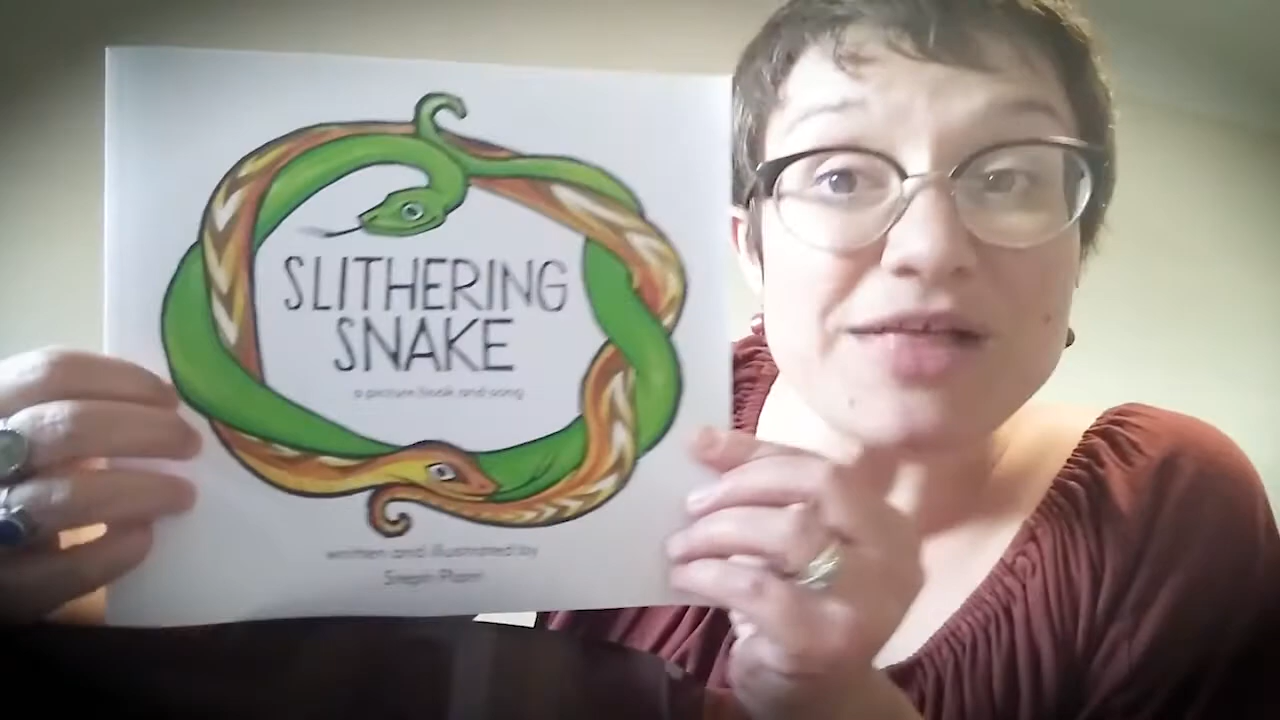 SLITHERING
SNAKE
a picture book and song
written and illustrated by